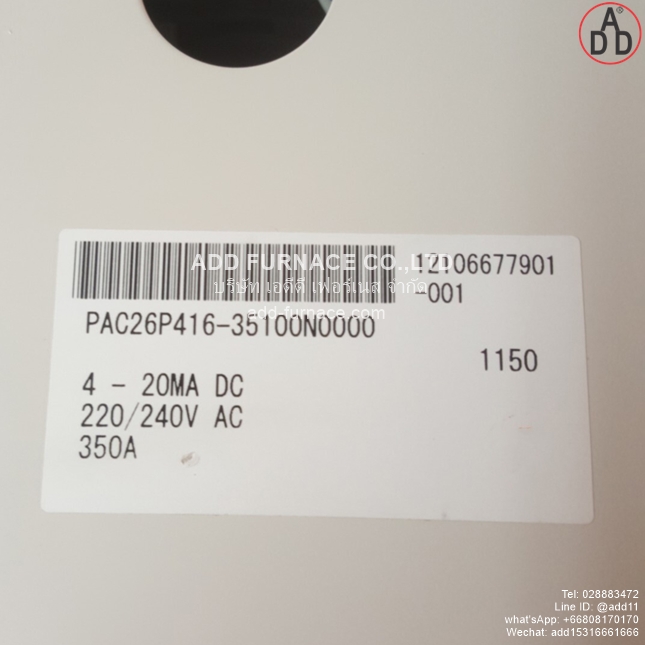 ADD
ADD FURNACE CO.,LTD
บริษัท เอดีดี เฟอร์เนส จำกัด
add-furnace.com
06677901
-001
PAC26P416-35100N0000
1150
4 - 20MA DC
220/240V AC
350A
Tel: 028883472
Line ID: @add11
whatsApp: +66808170170
Wechat: add15316661666